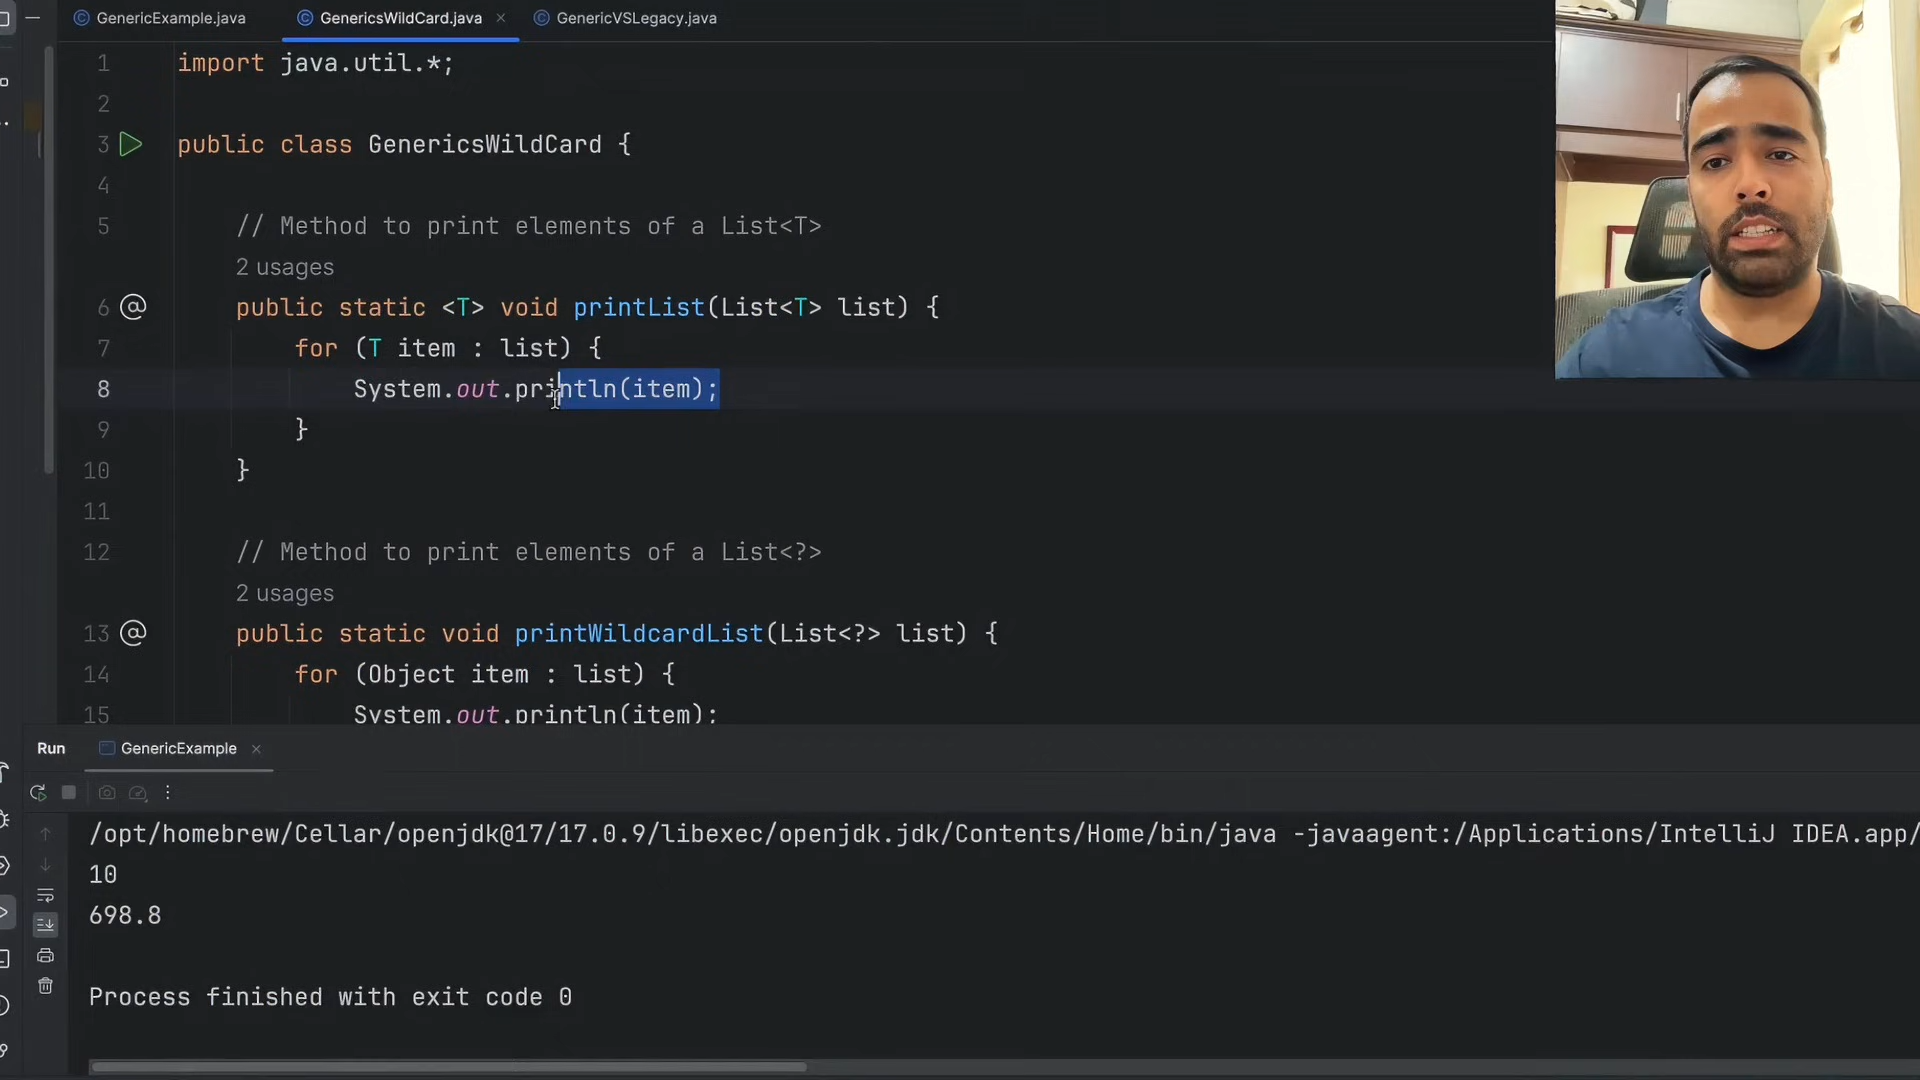 GenericExample.java
GenericsWildCard.java
GenericVSLegacy.java
1 import java.util.*;
2
3 public class GenericsWildCard {
4
5 // Method to print elements of a List<T>
2 usages
6 public static <T> void printList(List<T> list) {
7 for (T item : list) {
8 System.out.println(item);
9 }
10 }
11
12 // Method to print elements of a List<?>
2 usages
13 public static void printWildcardList(List<?> list) {
14 for (Object item : list) {
15 System.out.println(item);
Run GenericExample
/opt/homebrew/Cellar/openjdk@17/17.0.9/libexec/openjdk.jdk/Contents/Home/bin/java -javaagent:/Applications/IntelliJ IDEA.app/
10
698.8
Process finished with exit code 0